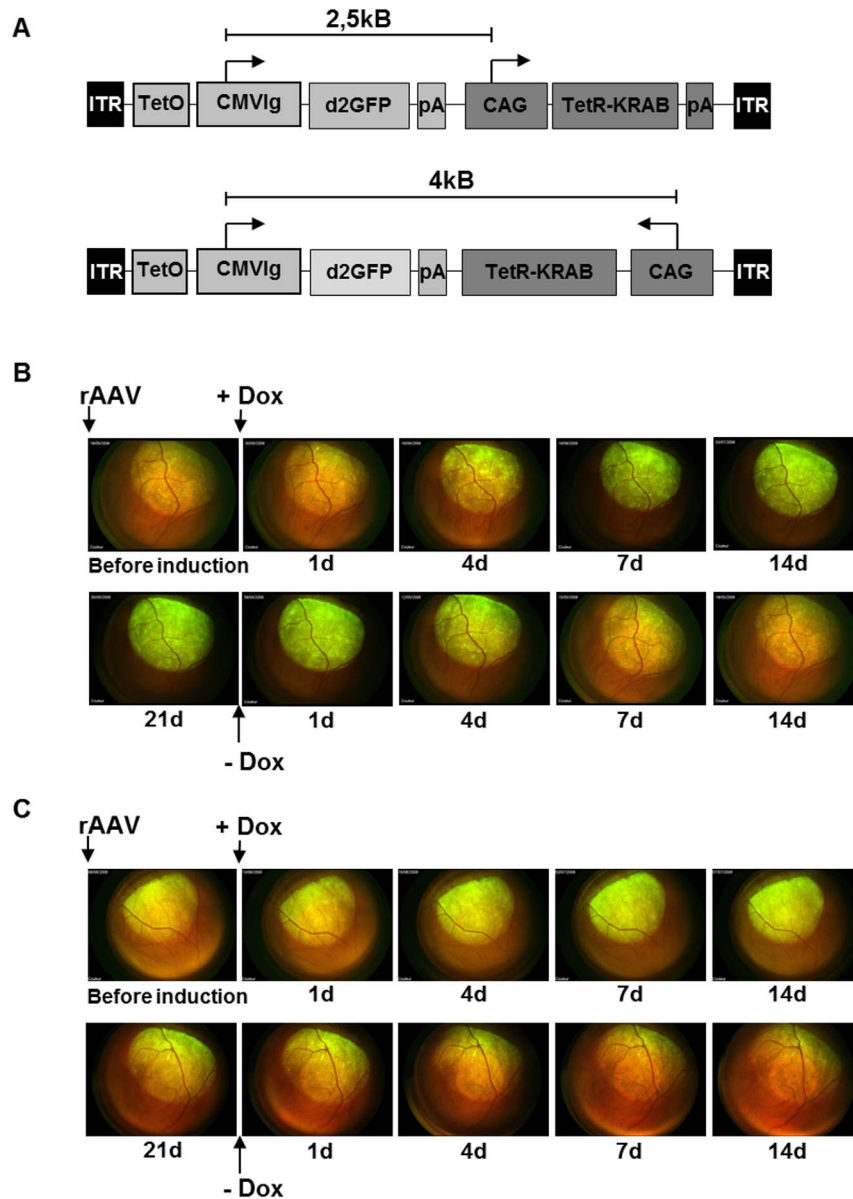 A
2,5kB
ITR TetO CMVIg d2GFP pA CAG TetR-KRAB pA ITR
4kB
ITR TetO CMVIg d2GFP pA TetR-KRAB CAG ITR
B
rAAV + Dox
Before induction 1d 4d 7d 14d
21d 1d 4d 7d 14d
- Dox
C
rAAV + Dox
Before induction 1d 4d 7d 14d
21d 1d 4d 7d 14d
- Dox